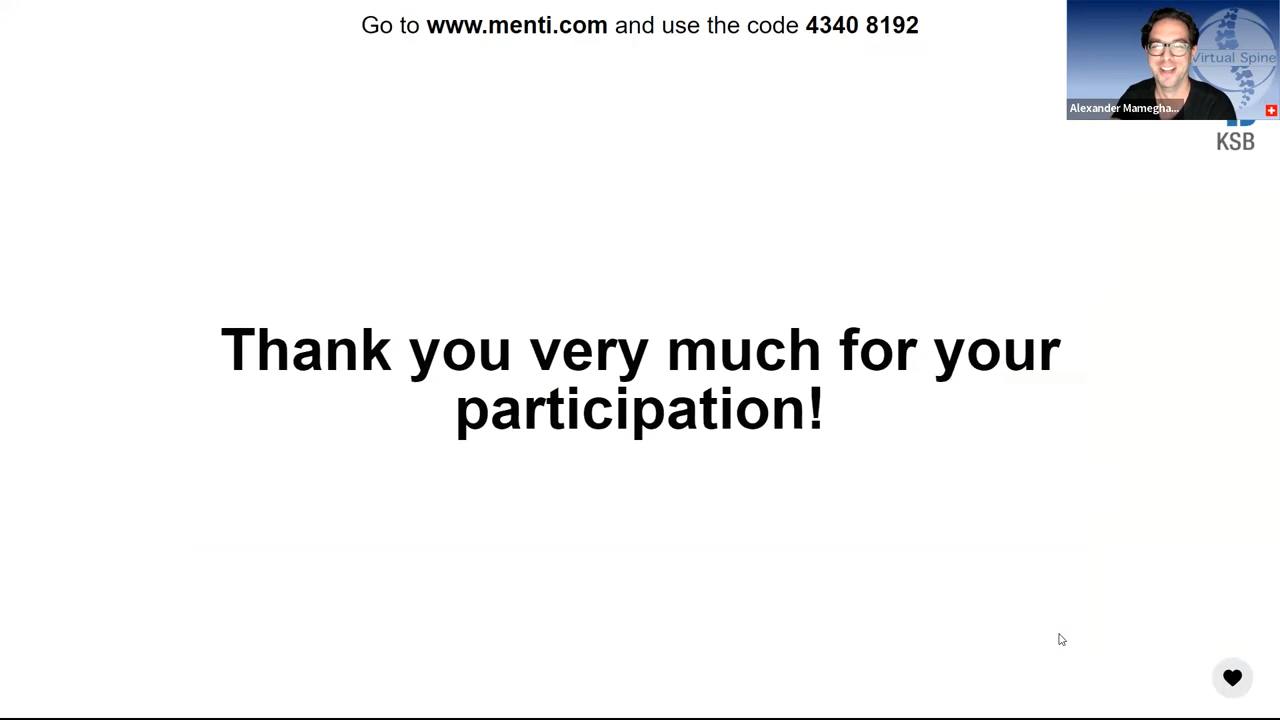 Go to www.menti.com and use the code 4340 8192
Virtual Spine
Alexander Mamegha...
KSB
Thank you very much for your
participation!